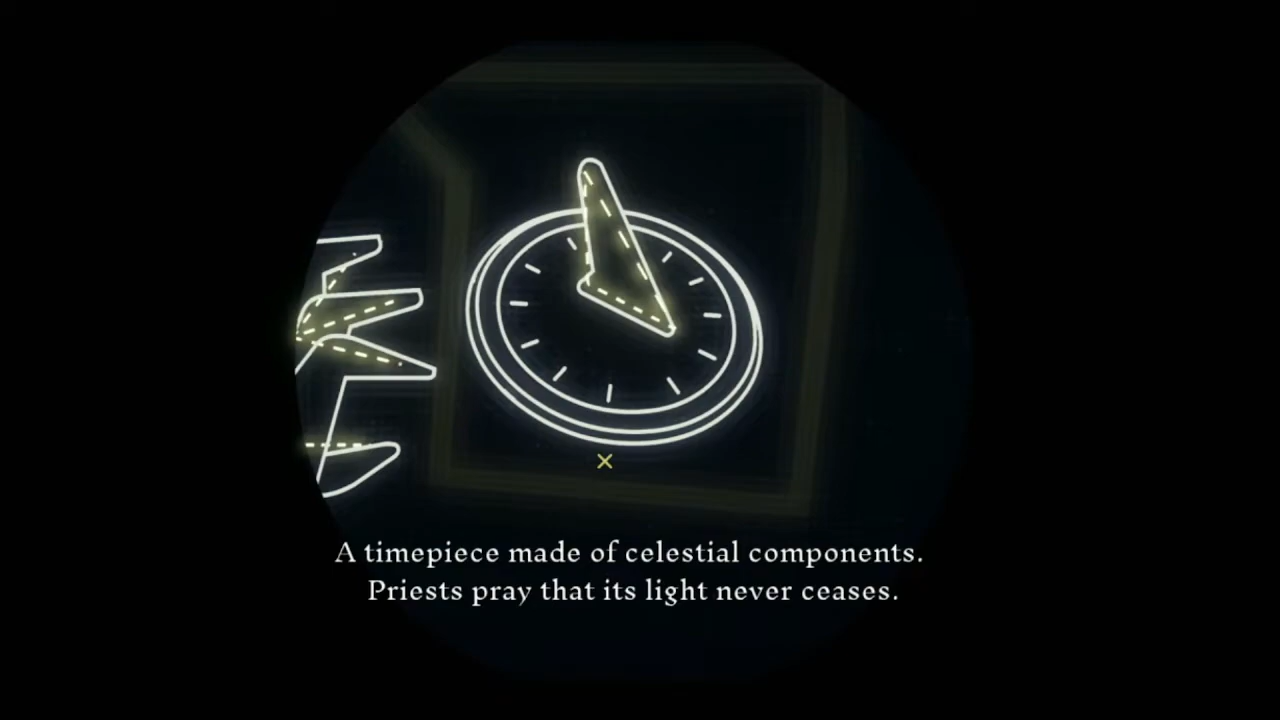 A timepiece made of celestial components.
Priests pray that its light never ceases.